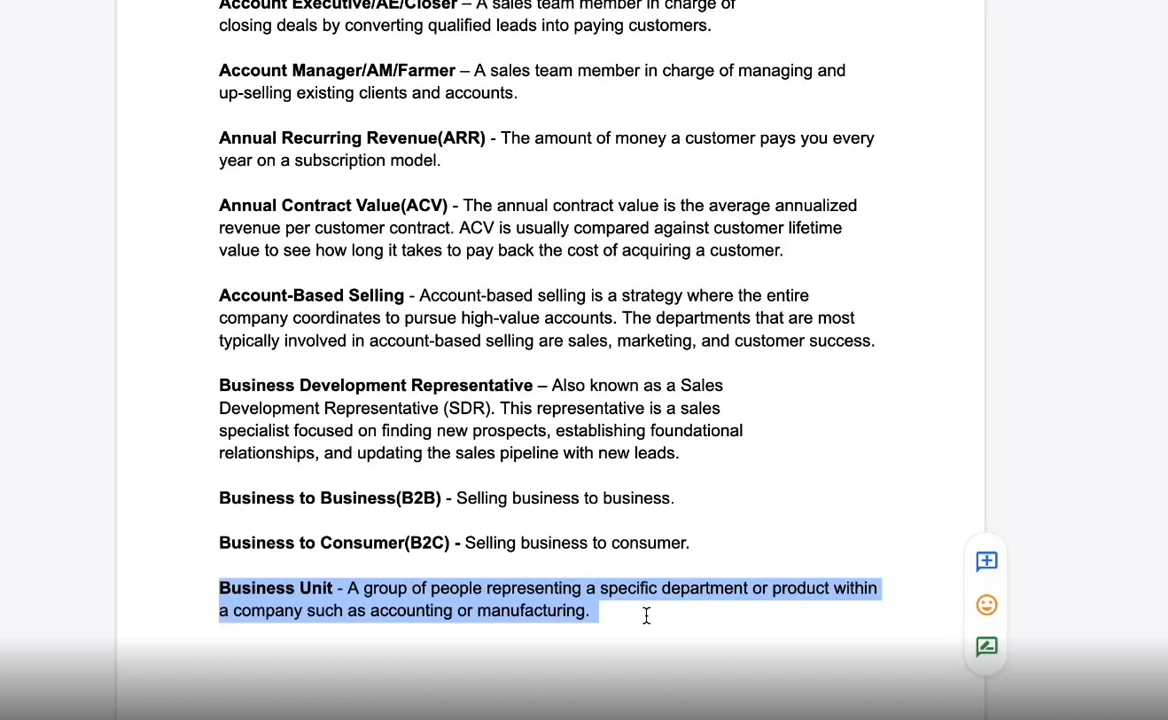 Account Executive/AE/Closer – A sales team member in charge of
closing deals by converting qualified leads into paying customers.
Account Manager/AM/Farmer – A sales team member in charge of managing and
up-selling existing clients and accounts.
Annual Recurring Revenue(ARR) - The amount of money a customer pays you every
year on a subscription model.
Annual Contract Value(ACV) - The annual contract value is the average annualized
revenue per customer contract. ACV is usually compared against customer lifetime
value to see how long it takes to pay back the cost of acquiring a customer.
Account-Based Selling - Account-based selling is a strategy where the entire
company coordinates to pursue high-value accounts. The departments that are most
typically involved in account-based selling are sales, marketing, and customer success.
Business Development Representative – Also known as a Sales
Development Representative (SDR). This representative is a sales
specialist focused on finding new prospects, establishing foundational
relationships, and updating the sales pipeline with new leads.
Business to Business(B2B) - Selling business to business.
Business to Consumer(B2C) - Selling business to consumer.
Business Unit - A group of people representing a specific department or product within
a company such as accounting or manufacturing.